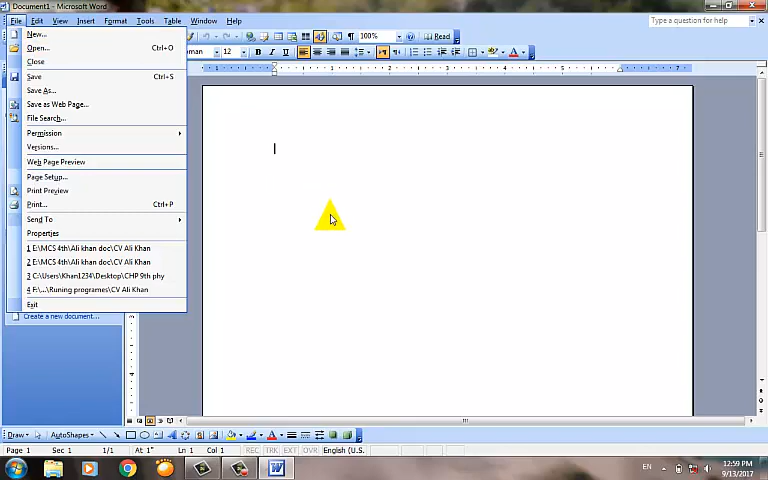 Document1 - Microsoft Word
File Edit View Insert Format Tools Table Window Help
Type a question for help
12
B I U
100%
Read
New...
Open... Ctrl+O
Close
Save Ctrl+S
Save As...
Save as Web Page...
File Search...
Permission
Versions...
Web Page Preview
Page Setup...
Print Preview
Print... Ctrl+P
Send To
Properties
1 E:\MCS 4th\Ali khan doc\CV Ali Khan
2 E:\MCS 4th\Ali khan doc\CV Ali Khan
3 C:\Users\Khan1234\Desktop\CHP 9th phy
4 F:\...\Runing programes\CV Ali Khan
Exit
Create a new document...
Draw AutoShapes
Page 1 1/1 At 1" Ln 1 Col 1 REC TRK EXT OVR English (U.S.
EN 12:59 PM
9/13/2017